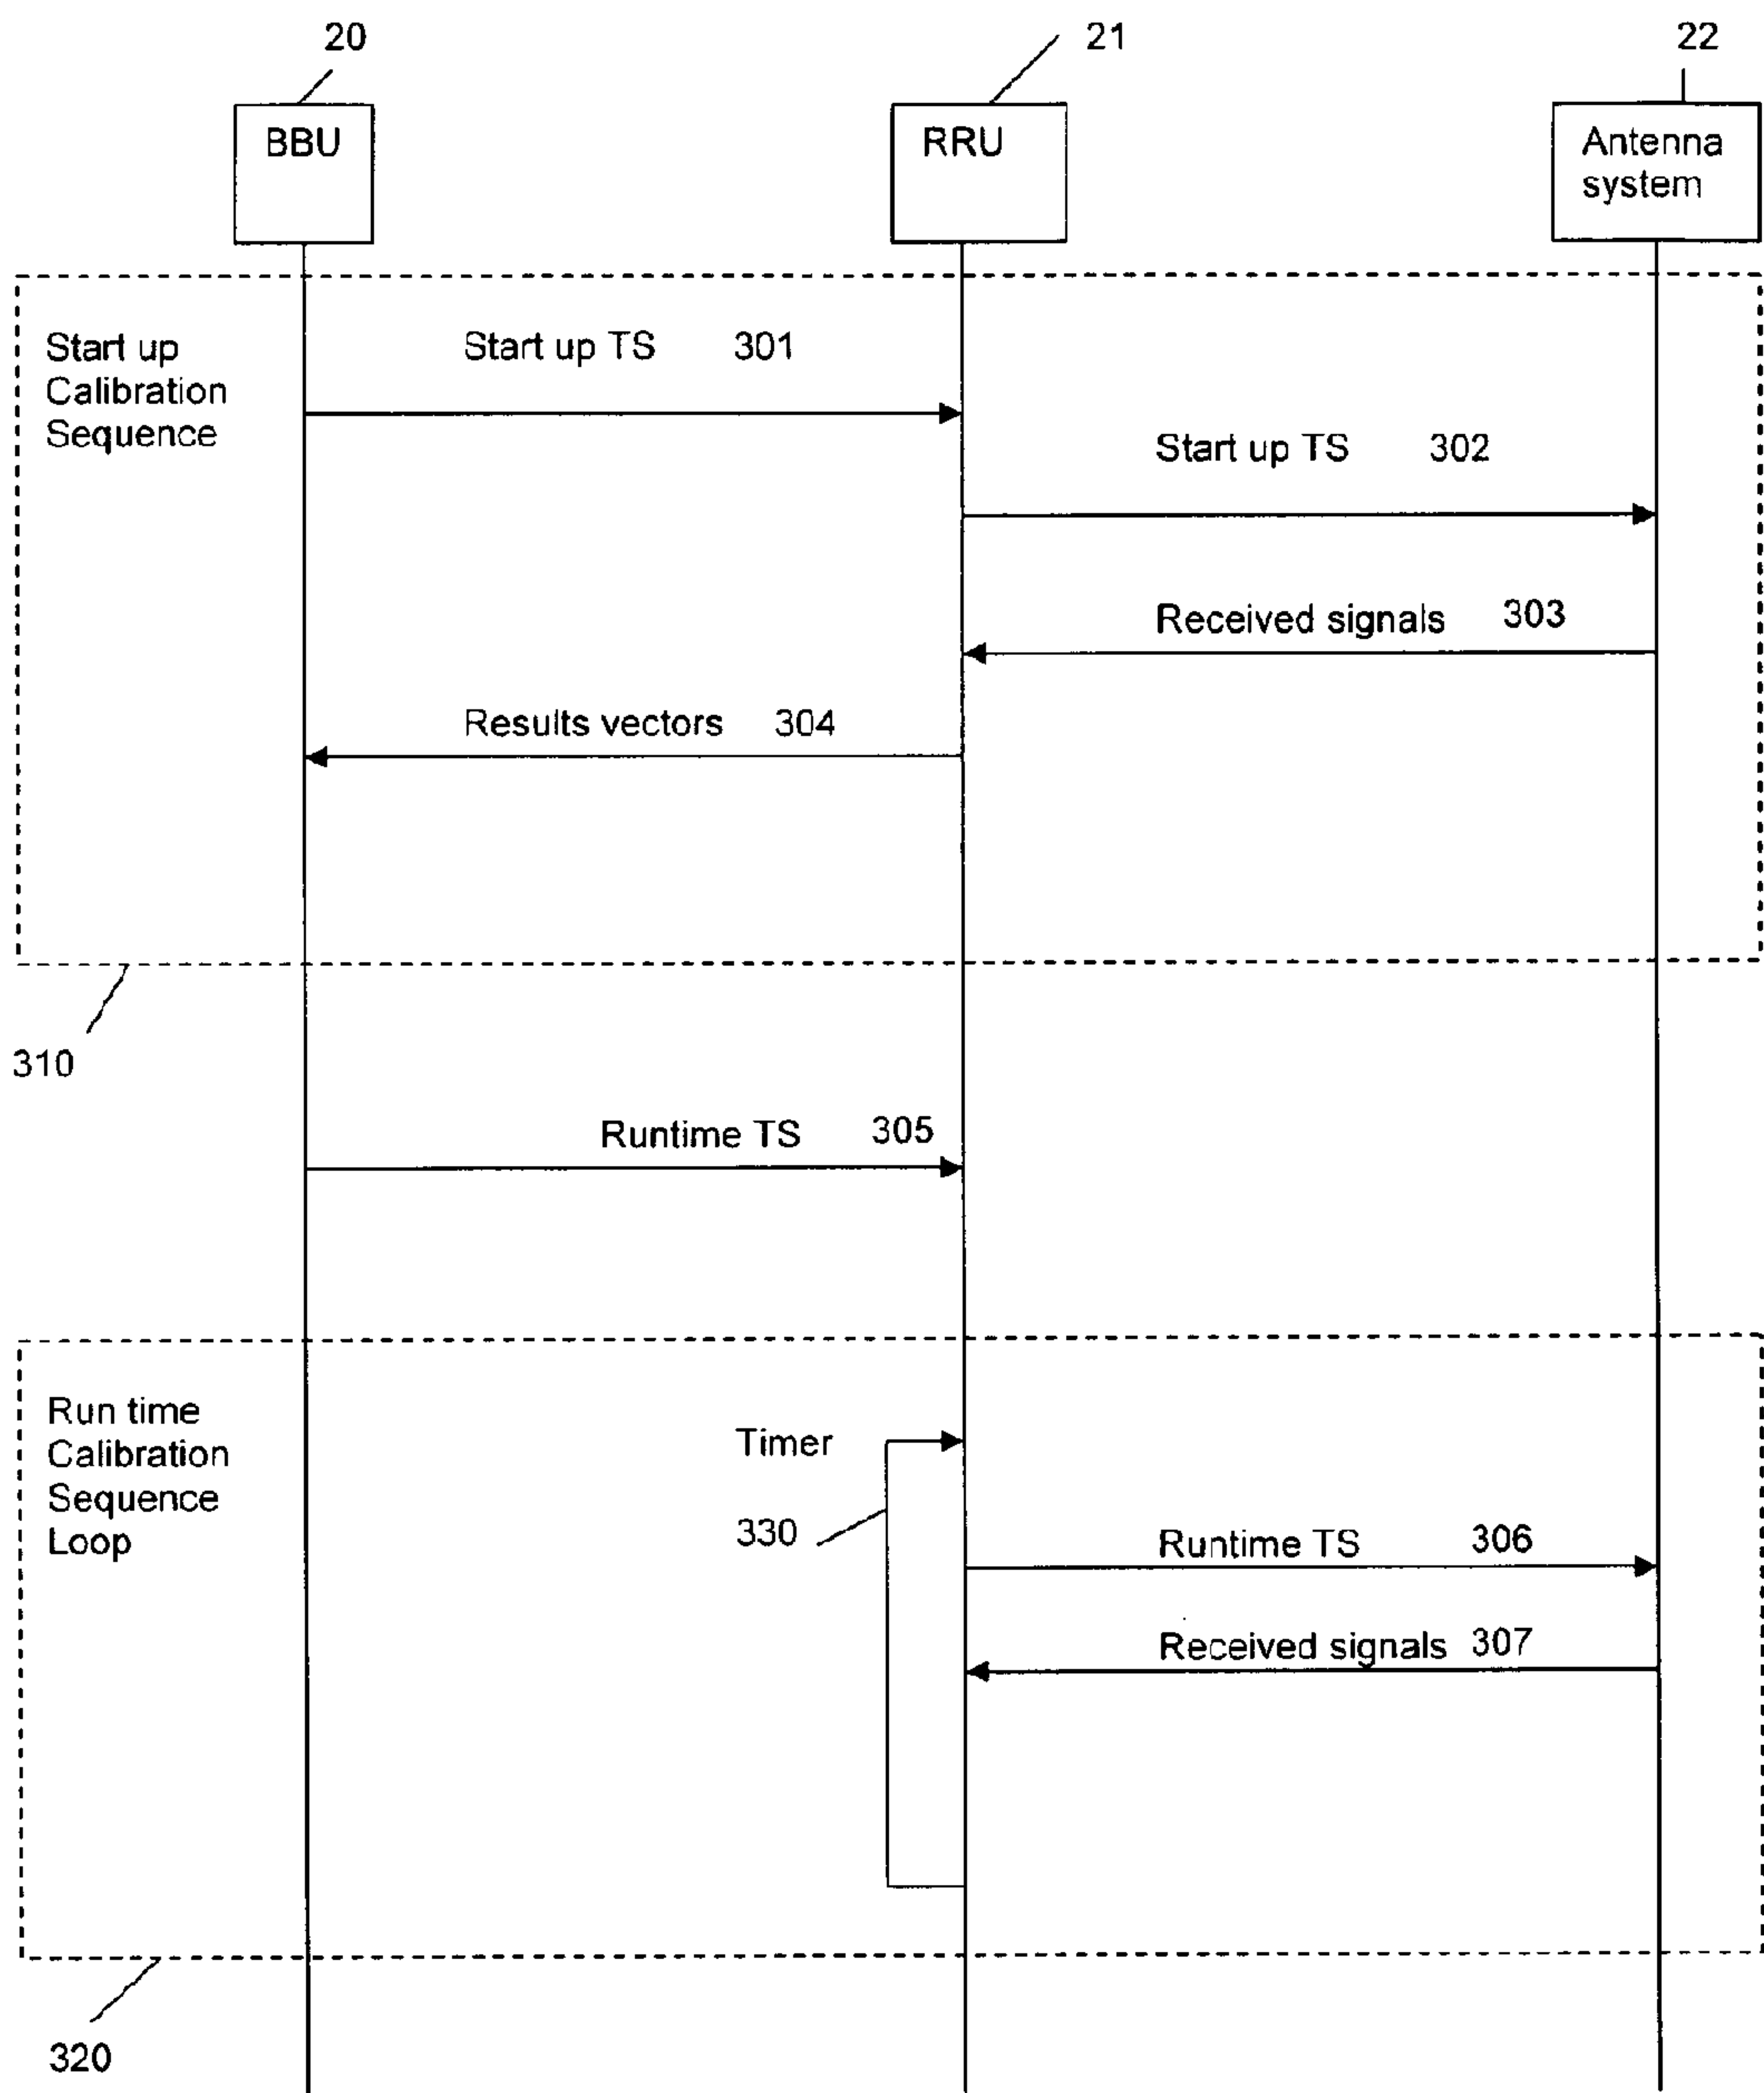 20
21
22
BBU
RRU
Antenna
system
Start up
Calibration
Sequence
Start up TS 301
Start up TS 302
Received signals 303
Results vectors 304
310
Runtime TS 305
Run time
Calibration
Sequence
Loop
Timer
330
Runtime TS 306
Received signals 307
320